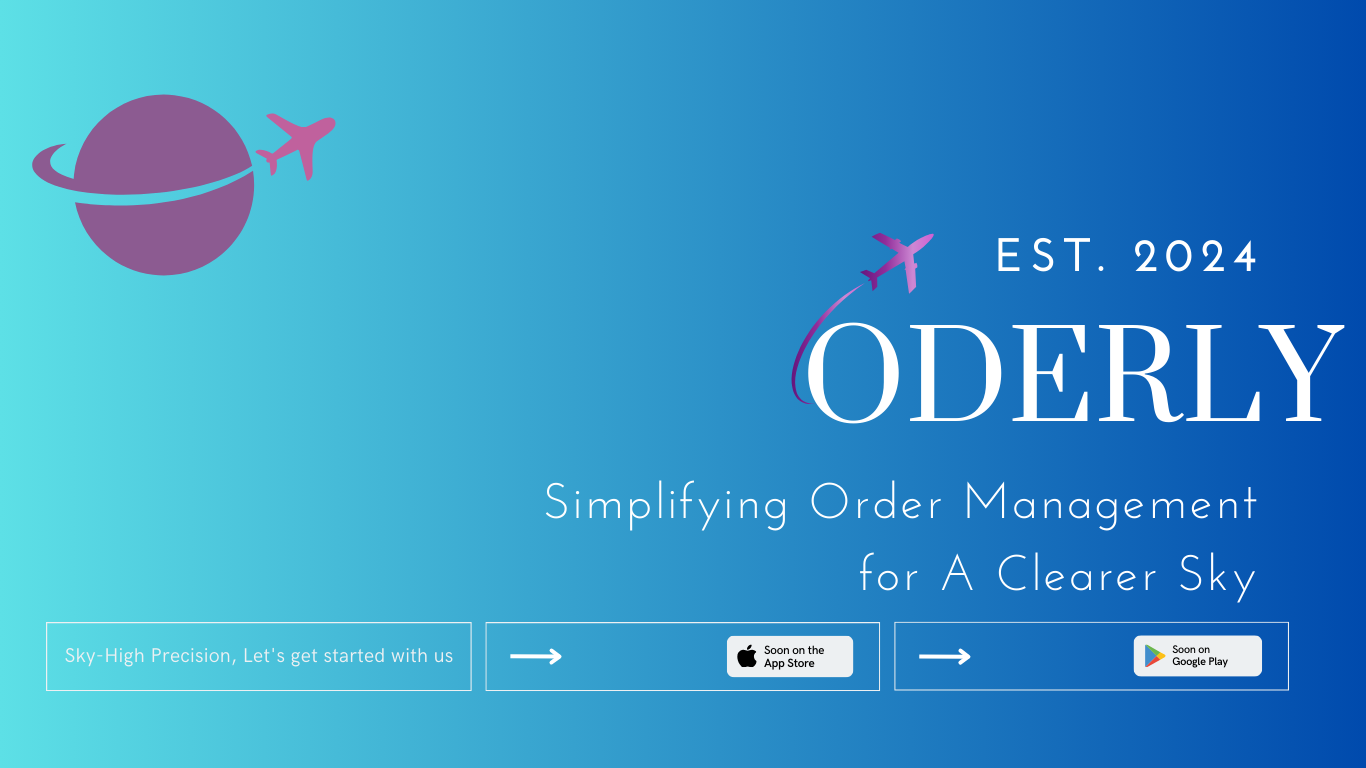 EST. 2024
ODERLY
Simplifying Order Management
for A Clearer Sky
Sky-High Precision, Let's get started with us
Soon on the
App Store
Soon on
Google Play